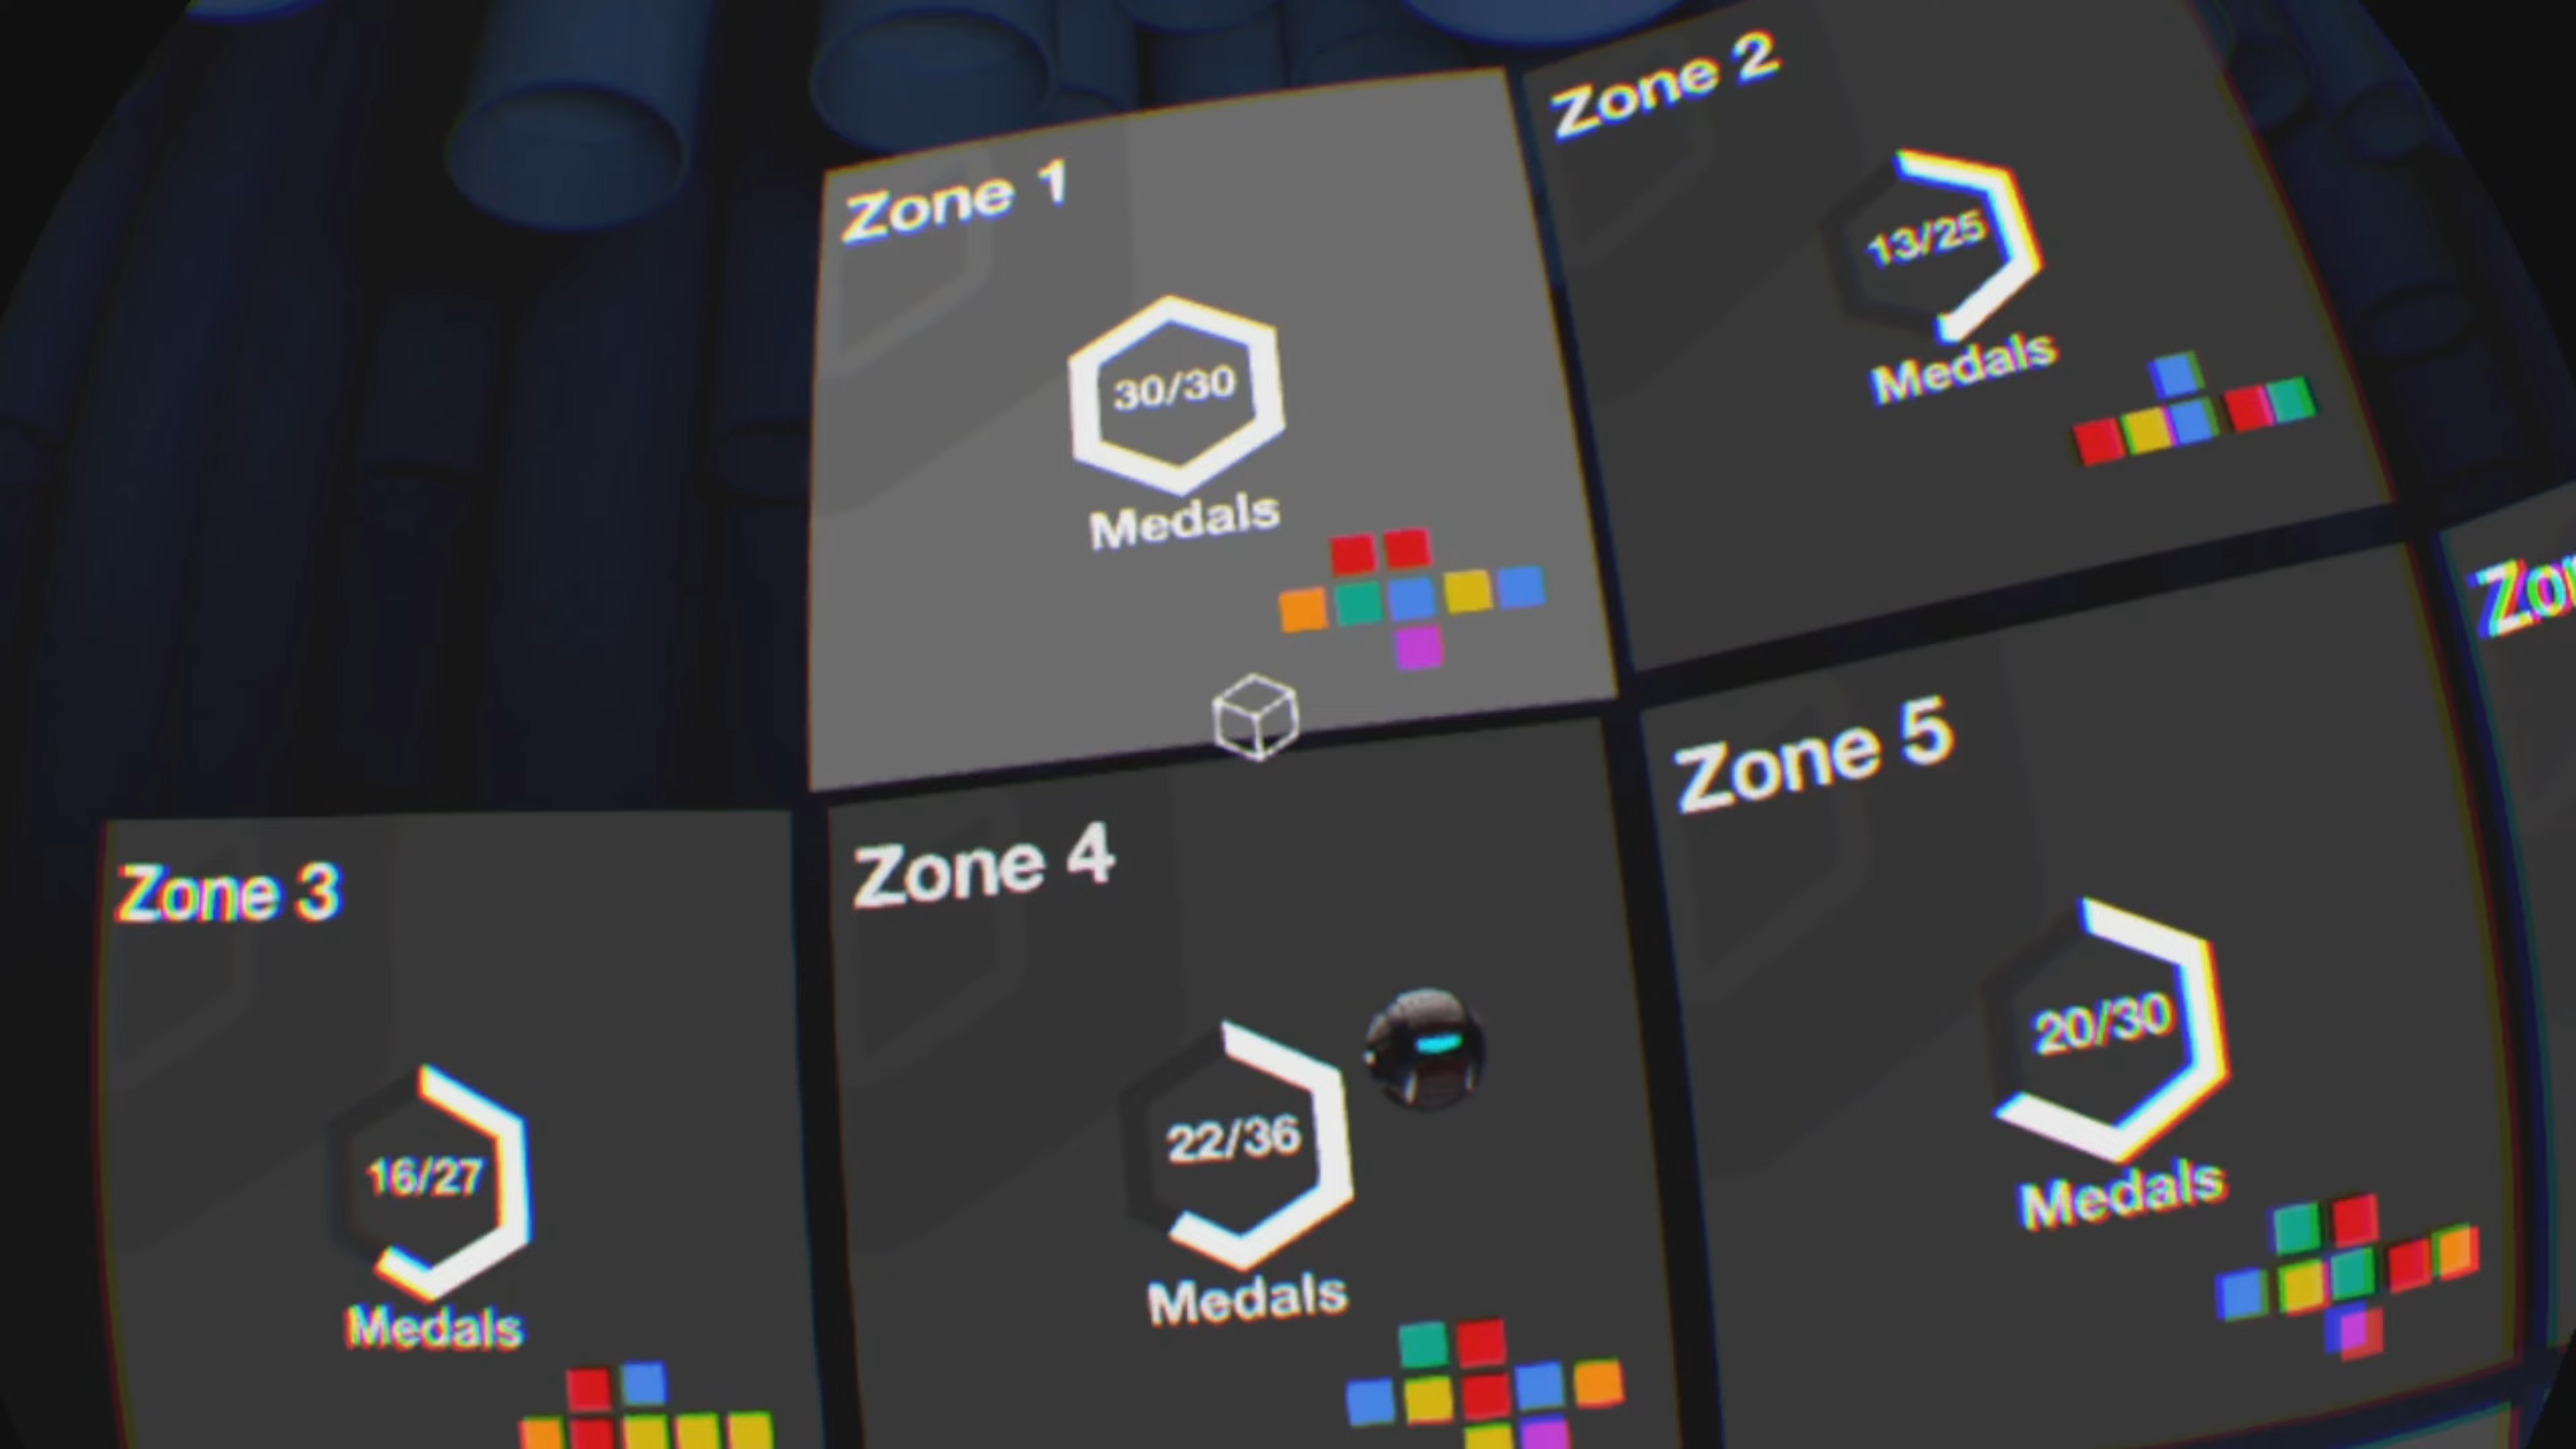 Zone 1
30/30
Medals
Zone 2
13/25
Medals
Zone 3
16/27
Medals
Zone 4
22/36
Medals
Zone 5
20/30
Medals